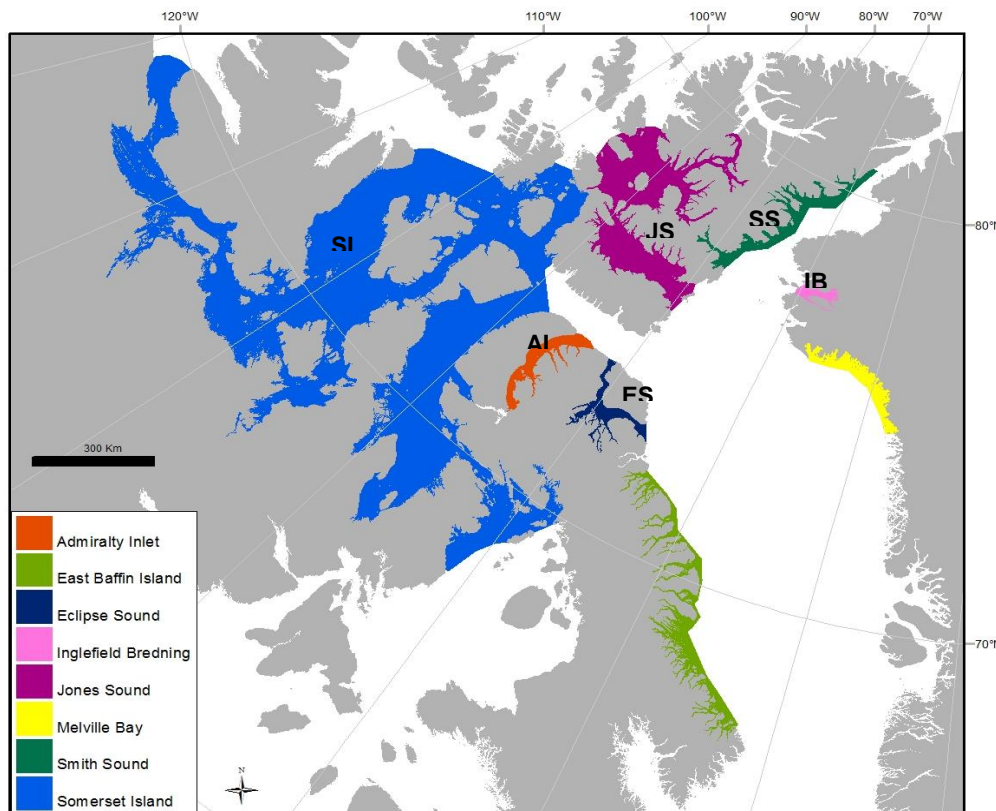 120°W
110°W
100°W
90°W
80°W
70°W
SS
JS
80°N
SI
IB
AI
ES
300 Km
Admiralty Inlet
East Baffin Island
Eclipse Sound
Inglefield Bredning
Jones Sound
Melville Bay
Smith Sound
Somerset Island
70°N
N